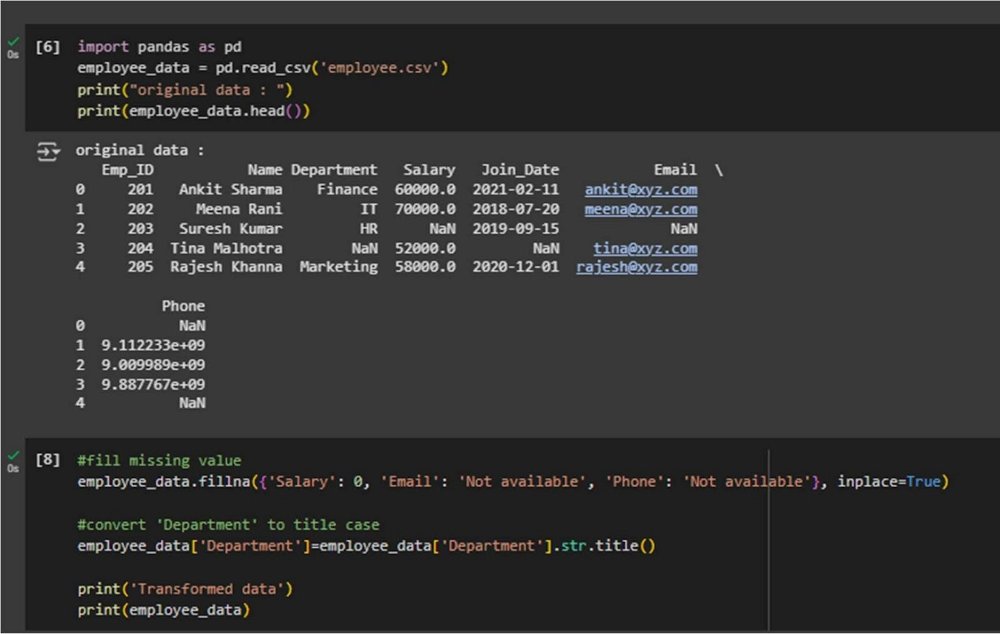 [6] import pandas as pd
0s
employee_data = pd.read_csv('employee.csv')
print("original data : ")
print(employee_data.head())
original data :
   Emp_ID           Name Department   Salary   Join_Date            Email  \
0     201   Ankit Sharma    Finance  60000.0  2021-02-11    ankit@xyz.com
1     202     Meena Rani         IT  70000.0  2018-07-20    meena@xyz.com
2     203   Suresh Kumar         HR      NaN  2019-09-15              NaN
3     204  Tina Malhotra        NaN  52000.0         NaN     tina@xyz.com
4     205  Rajesh Khanna  Marketing  58000.0  2020-12-01   rajesh@xyz.com
          Phone
0           NaN
1  9.112233e+09
2  9.009989e+09
3  9.887767e+09
4           NaN
[8] #fill missing value
0s
employee_data.fillna({'Salary': 0, 'Email': 'Not available', 'Phone': 'Not available'}, inplace=True)
#convert 'Department' to title case
employee_data['Department']=employee_data['Department'].str.title()
print('Transformed data')
print(employee_data)